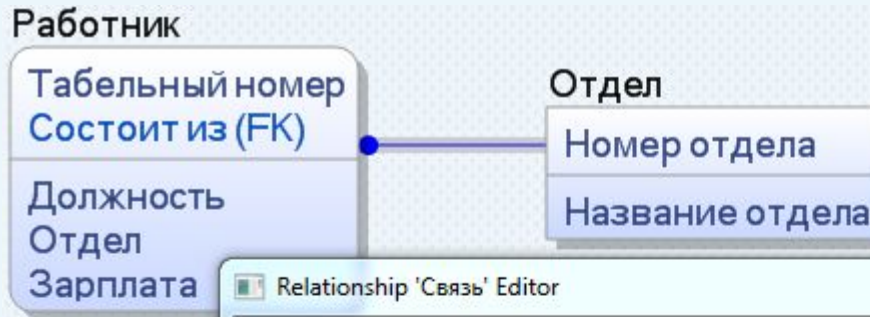 Работник
Табельный номер
Состоит из (FK)
Должность
Отдел
Зарплата
Отдел
Номер отдела
Название отдела
Relationship 'Связь' Editor